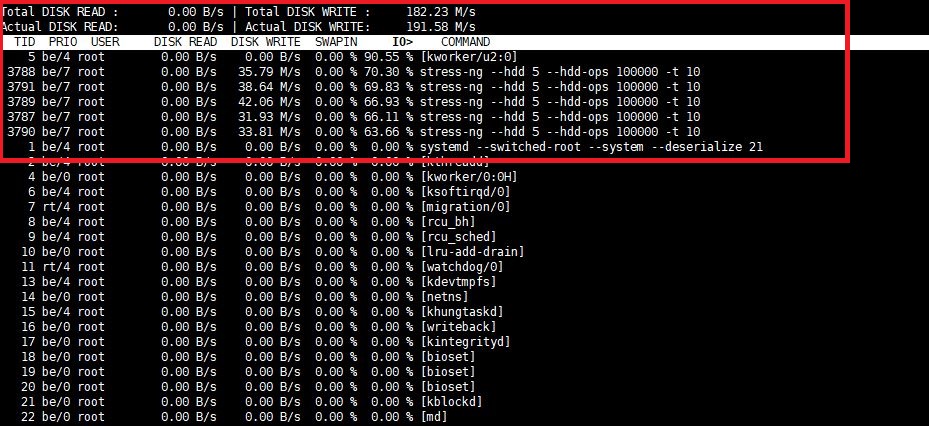 Total DISK READ :       0.00 B/s | Total DISK WRITE :     182.23 M/s
Actual DISK READ:       0.00 B/s | Actual DISK WRITE:     191.58 M/s
  TID  PRIO  USER     DISK READ  DISK WRITE  SWAPIN     IO>    COMMAND
    5 be/4 root        0.00 B/s    0.00 B/s  0.00 % 90.55 % [kworker/u2:0]
 3788 be/7 root        0.00 B/s   35.79 M/s  0.00 % 70.30 % stress-ng --hdd 5 --hdd-ops 100000 -t 10
 3791 be/7 root        0.00 B/s   38.64 M/s  0.00 % 69.83 % stress-ng --hdd 5 --hdd-ops 100000 -t 10
 3789 be/7 root        0.00 B/s   42.06 M/s  0.00 % 66.93 % stress-ng --hdd 5 --hdd-ops 100000 -t 10
 3787 be/7 root        0.00 B/s   31.93 M/s  0.00 % 66.11 % stress-ng --hdd 5 --hdd-ops 100000 -t 10
 3790 be/7 root        0.00 B/s   33.81 M/s  0.00 % 63.66 % stress-ng --hdd 5 --hdd-ops 100000 -t 10
    1 be/4 root        0.00 B/s    0.00 B/s  0.00 %  0.00 % systemd --switched-root --system --deserialize 21
    2 be/4 root        0.00 B/s    0.00 B/s  0.00 %  0.00 % [kthreadd]
    4 be/0 root        0.00 B/s    0.00 B/s  0.00 %  0.00 % [kworker/0:0H]
    6 be/4 root        0.00 B/s    0.00 B/s  0.00 %  0.00 % [ksoftirqd/0]
    7 rt/4 root        0.00 B/s    0.00 B/s  0.00 %  0.00 % [migration/0]
    8 be/4 root        0.00 B/s    0.00 B/s  0.00 %  0.00 % [rcu_bh]
    9 be/4 root        0.00 B/s    0.00 B/s  0.00 %  0.00 % [rcu_sched]
   10 be/0 root        0.00 B/s    0.00 B/s  0.00 %  0.00 % [lru-add-drain]
   11 rt/4 root        0.00 B/s    0.00 B/s  0.00 %  0.00 % [watchdog/0]
   13 be/4 root        0.00 B/s    0.00 B/s  0.00 %  0.00 % [kdevtmpfs]
   14 be/0 root        0.00 B/s    0.00 B/s  0.00 %  0.00 % [netns]
   15 be/4 root        0.00 B/s    0.00 B/s  0.00 %  0.00 % [khungtaskd]
   16 be/0 root        0.00 B/s    0.00 B/s  0.00 %  0.00 % [writeback]
   17 be/0 root        0.00 B/s    0.00 B/s  0.00 %  0.00 % [kintegrityd]
   18 be/0 root        0.00 B/s    0.00 B/s  0.00 %  0.00 % [bioset]
   19 be/0 root        0.00 B/s    0.00 B/s  0.00 %  0.00 % [bioset]
   20 be/0 root        0.00 B/s    0.00 B/s  0.00 %  0.00 % [bioset]
   21 be/0 root        0.00 B/s    0.00 B/s  0.00 %  0.00 % [kblockd]
   22 be/0 root        0.00 B/s    0.00 B/s  0.00 %  0.00 % [md]